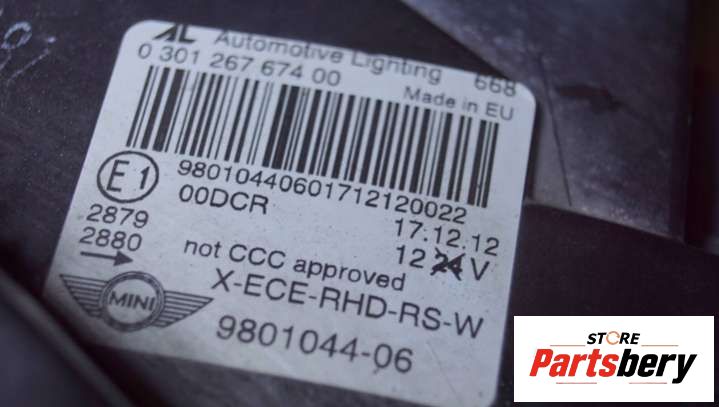 AL Automotive Lighting 668
0 301 267 674 00
Made in EU
98010440601712120022
E1
00DCR
17.12.12
2879
12 24 V
2880
not CCC approved
X-ECE-RHD-RS-W
MINI
9801044-06
STORE
Partsbery